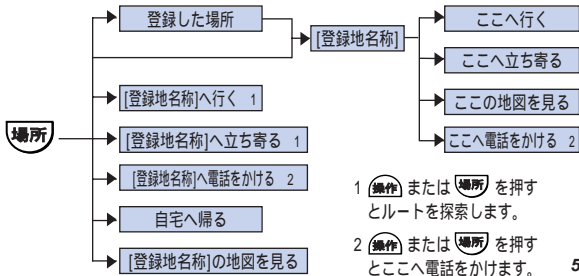 場所
登録した場所
[登録地名称]へ行く 1
[登録地名称]へ立ち寄る 1
[登録地名称]へ電話をかける 2
自宅へ帰る
[登録地名称]の地図を見る
[登録地名称]
ここへ行く
ここへ立ち寄る
ここの地図を見る
ここへ電話をかける 2
1 操作 または 場所 を押す
とルートを探索します。
2 操作 または 場所 を押す
とここへ電話をかけます。
5